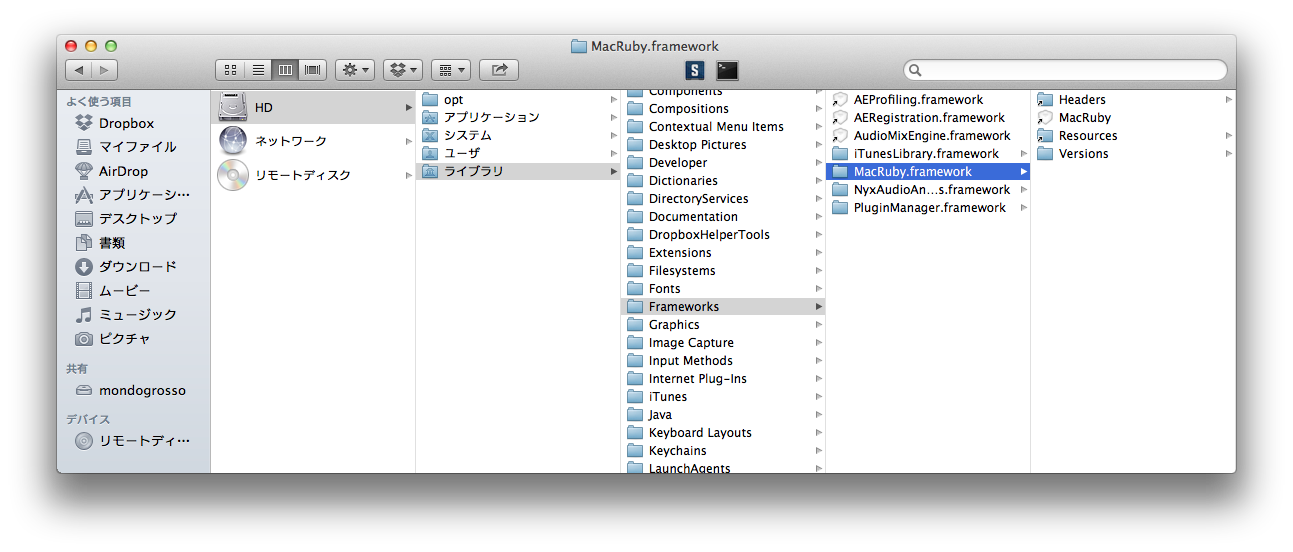 MacRuby.framework
S
よく使う項目
Dropbox
マイファイル
AirDrop
アプリケーシ…
デスクトップ
書類
ダウンロード
ムービー
ミュージック
ピクチャ
共有
mondogrosso
デバイス
リモートディ…
HD
ネットワーク
リモートディスク
opt
アプリケーション
システム
ユーザ
ライブラリ
Components
Compositions
Contextual Menu Items
Desktop Pictures
Developer
Dictionaries
DirectoryServices
Documentation
DropboxHelperTools
Extensions
Filesystems
Fonts
Frameworks
Graphics
Image Capture
Input Methods
Internet Plug-Ins
iTunes
Java
Keyboard Layouts
Keychains
LaunchAgents
AEProfiling.framework
AERegistration.framework
AudioMixEngine.framework
iTunesLibrary.framework
MacRuby.framework
NyxAudioAn…s.framework
PluginManager.framework
Headers
MacRuby
Resources
Versions